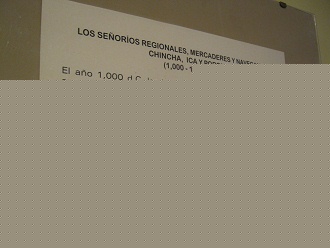 LOS SEÑORÍOS REGIONALES, MERCADERES Y
CHINCHA, ICA Y
(1,000 - 1
El año 1,000